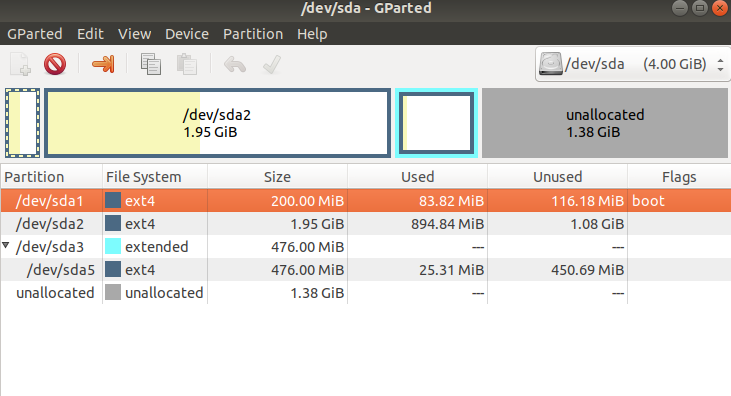 /dev/sda - GParted
GParted Edit View Device Partition Help
/dev/sda (4.00 GiB)
/dev/sda2
1.95 GiB
unallocated
1.38 GiB
Partition File System Size Used Unused Flags
/dev/sda1 ext4 200.00 MiB 83.82 MiB 116.18 MiB boot
/dev/sda2 ext4 1.95 GiB 894.84 MiB 1.08 GiB
/dev/sda3 extended 476.00 MiB --- ---
/dev/sda5 ext4 476.00 MiB 25.31 MiB 450.69 MiB
unallocated unallocated 1.38 GiB --- ---